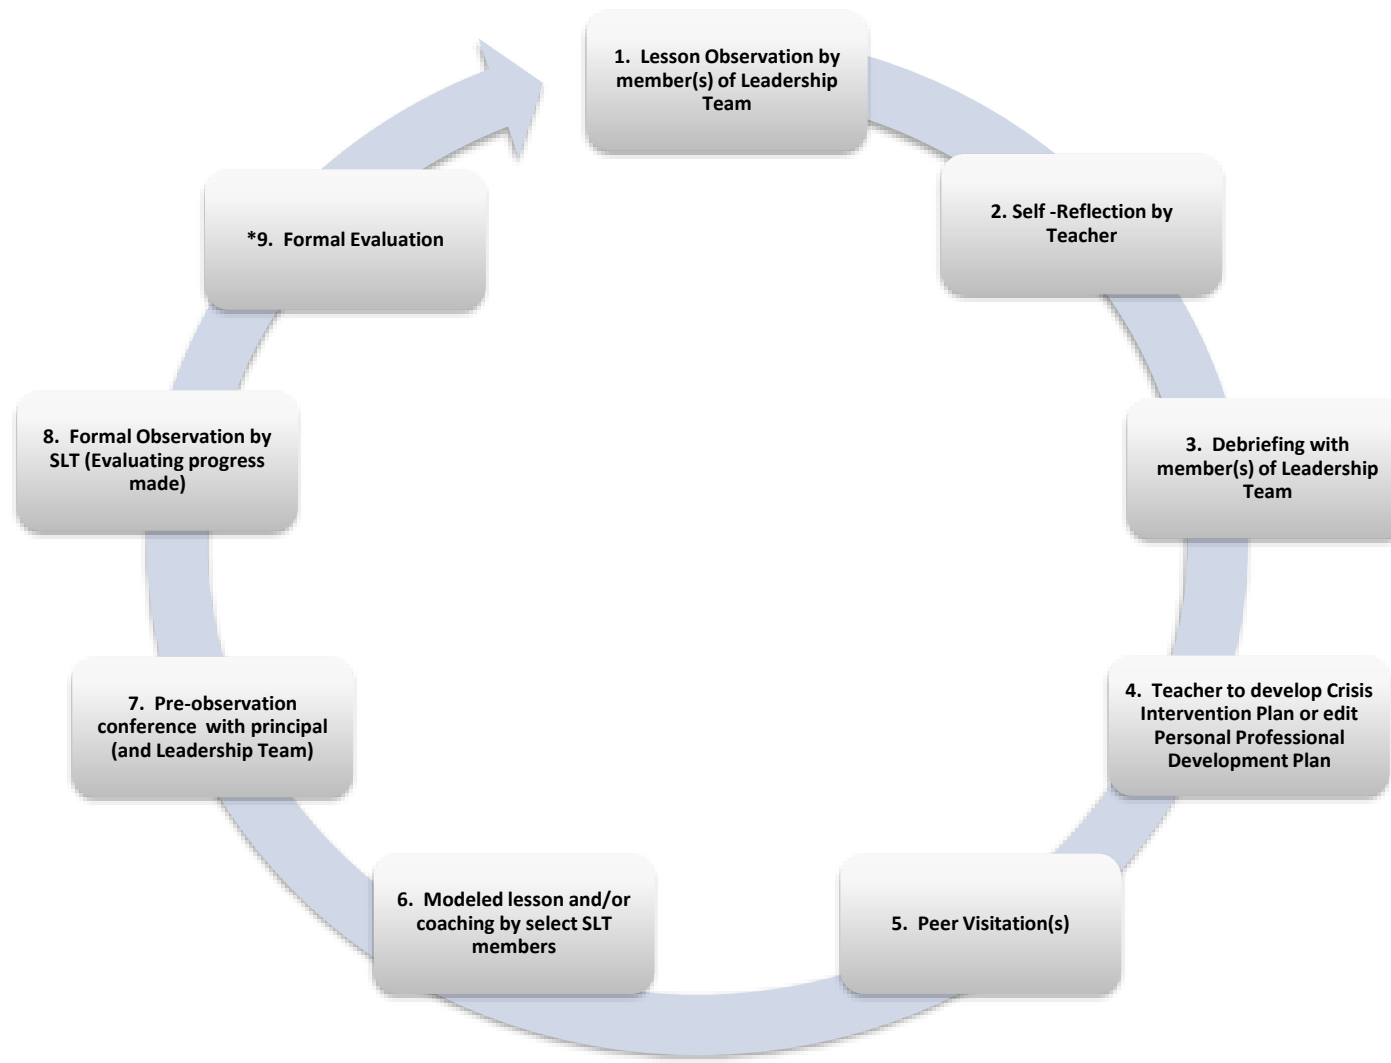 1. Lesson Observation by
member(s) of Leadership
Team
2. Self -Reflection by
Teacher
3. Debriefing with
member(s) of Leadership
Team
4. Teacher to develop Crisis
Intervention Plan or edit
Personal Professional
Development Plan
5. Peer Visitation(s)
6. Modeled lesson and/or
coaching by select SLT
members
7. Pre-observation
conference with principal
(and Leadership Team)
8. Formal Observation by
SLT (Evaluating progress
made)
*9. Formal Evaluation